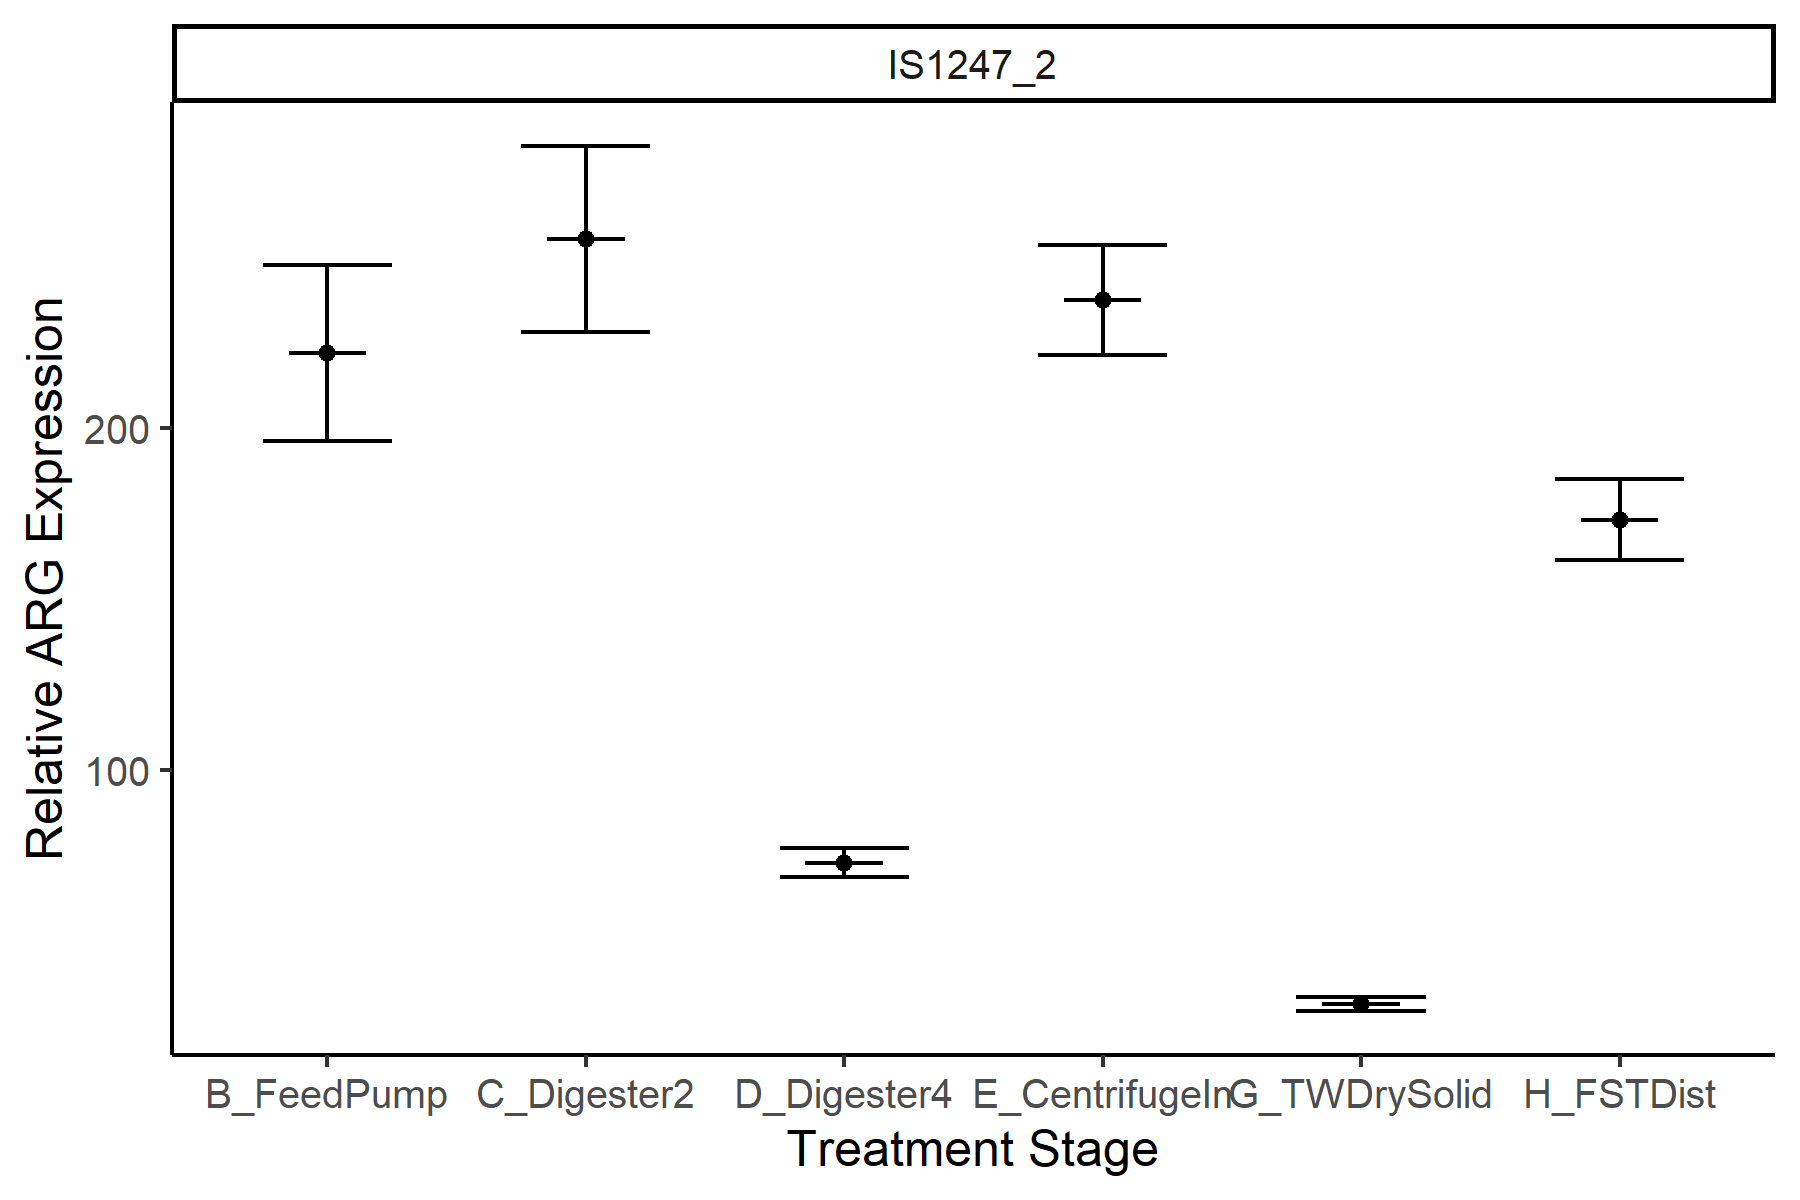 IS1247_2
Relative ARG Expression
200
100
B_FeedPump C_Digester2 D_Digester4 E_CentrifugeIn G_TWDrySolid H_FSTDist
Treatment Stage